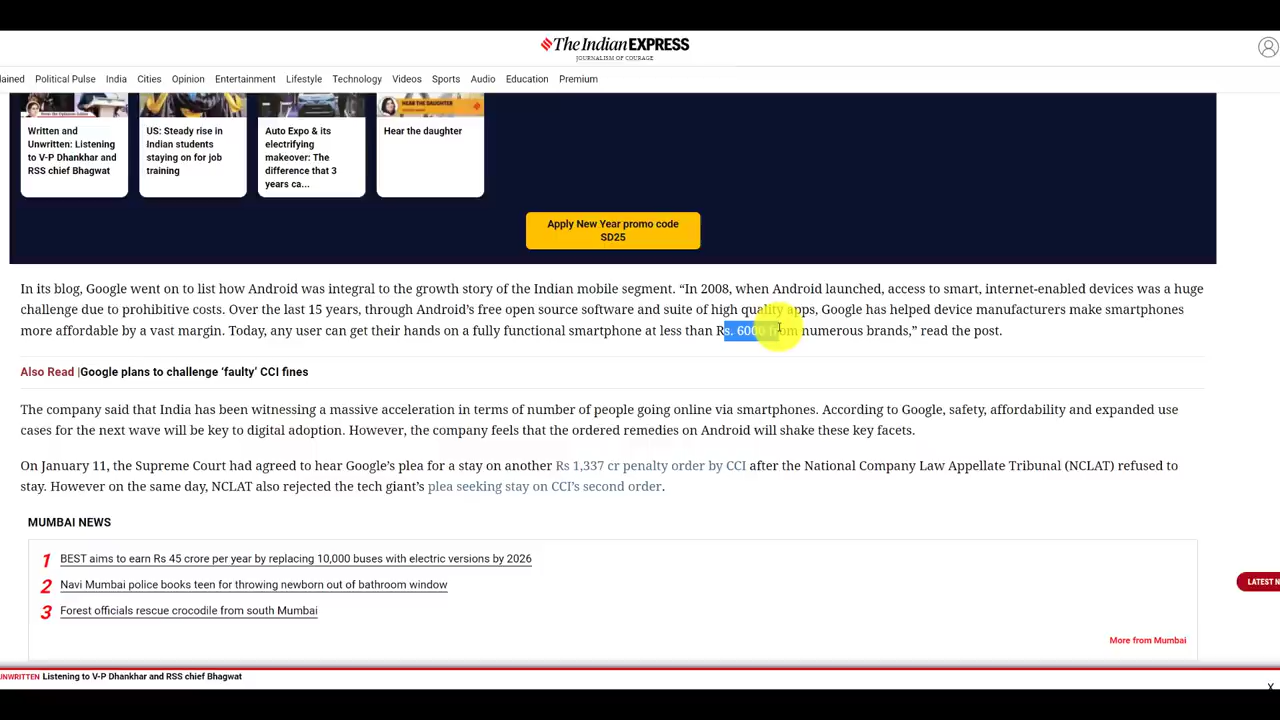 The Indian EXPRESS
JOURNALISM OF COURAGE
lained Political Pulse India Cities Opinion Entertainment Lifestyle Technology Videos Sports Audio Education Premium
HEAR THE DAUGHTER
Written and
Unwritten: Listening
to V-P Dhankhar and
RSS chief Bhagwat
US: Steady rise in
Indian students
staying on for job
training
Auto Expo & its
electrifying
makeover: The
difference that 3
years ca...
Hear the daughter
Apply New Year promo code
SD25
In its blog, Google went on to list how Android was integral to the growth story of the Indian mobile segment. “In 2008, when Android launched, access to smart, internet-enabled devices was a huge
challenge due to prohibitive costs. Over the last 15 years, through Android’s free open source software and suite of high quality apps, Google has helped device manufacturers make smartphones
more affordable by a vast margin. Today, any user can get their hands on a fully functional smartphone at less than Rs. 6000 from numerous brands,” read the post.
Also Read |Google plans to challenge ‘faulty’ CCI fines
The company said that India has been witnessing a massive acceleration in terms of number of people going online via smartphones. According to Google, safety, affordability and expanded use
cases for the next wave will be key to digital adoption. However, the company feels that the ordered remedies on Android will shake these key facets.
On January 11, the Supreme Court had agreed to hear Google’s plea for a stay on another Rs 1,337 cr penalty order by CCI after the National Company Law Appellate Tribunal (NCLAT) refused to
stay. However on the same day, NCLAT also rejected the tech giant’s plea seeking stay on CCI’s second order.
MUMBAI NEWS
1 BEST aims to earn Rs 45 crore per year by replacing 10,000 buses with electric versions by 2026
2 Navi Mumbai police books teen for throwing newborn out of bathroom window
3 Forest officials rescue crocodile from south Mumbai
LATEST N
More from Mumbai
UNWRITTEN Listening to V-P Dhankhar and RSS chief Bhagwat
X